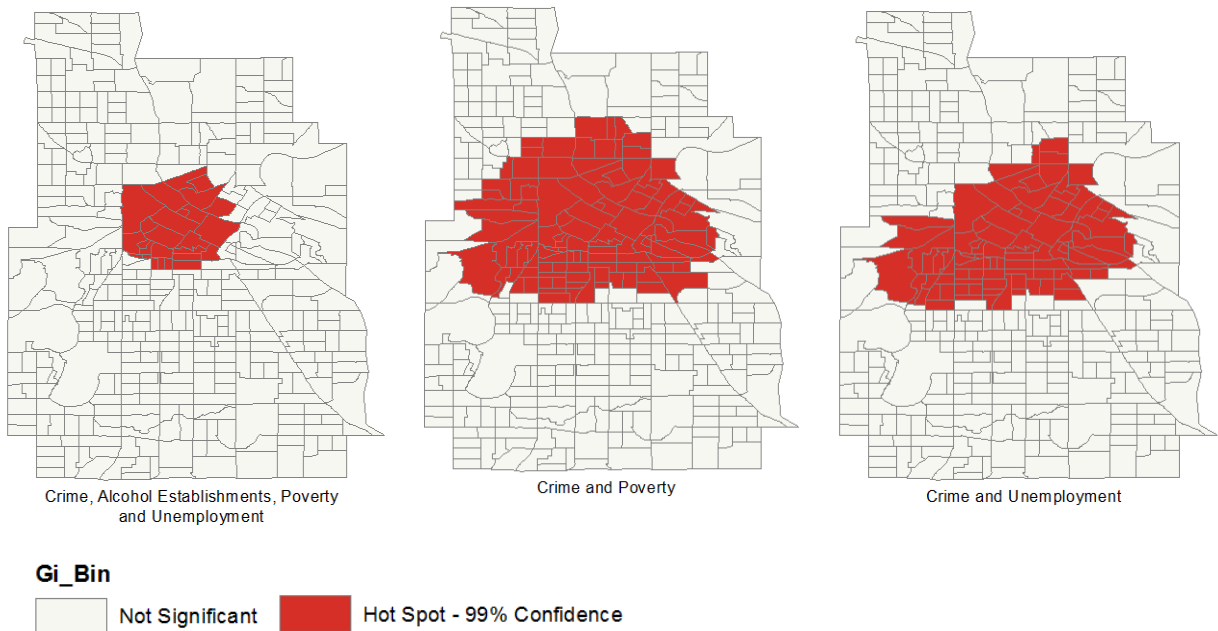 Crime, Alcohol Establishments, Poverty
and Unemployment
Crime and Poverty
Crime and Unemployment
Gi_Bin
Not Significant
Hot Spot - 99% Confidence